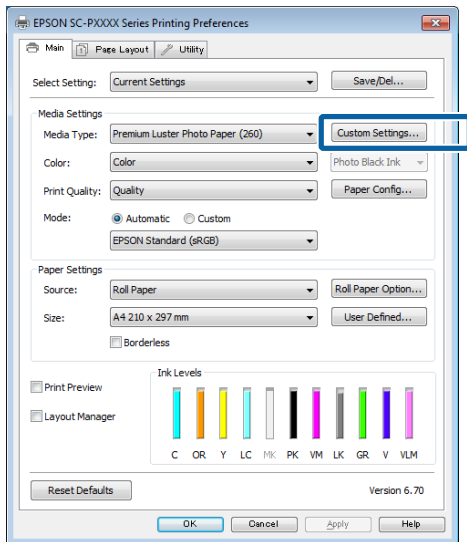 EPSON SC-PXXXX Series Printing Preferences
Main Page Layout Utility
Select Setting: Current Settings Save/Del...
Media Settings
Media Type: Premium Luster Photo Paper (260) Custom Settings...
Color: Color Photo Black Ink
Print Quality: Quality Paper Config...
Mode: Automatic Custom
EPSON Standard (sRGB)
Paper Settings
Source: Roll Paper Roll Paper Option...
Size: A4 210 x 297 mm User Defined...
Borderless
Ink Levels
Print Preview
Layout Manager
C OR Y LC MK PK VM LK GR V VLM
Reset Defaults Version 6.70
OK Cancel Apply Help